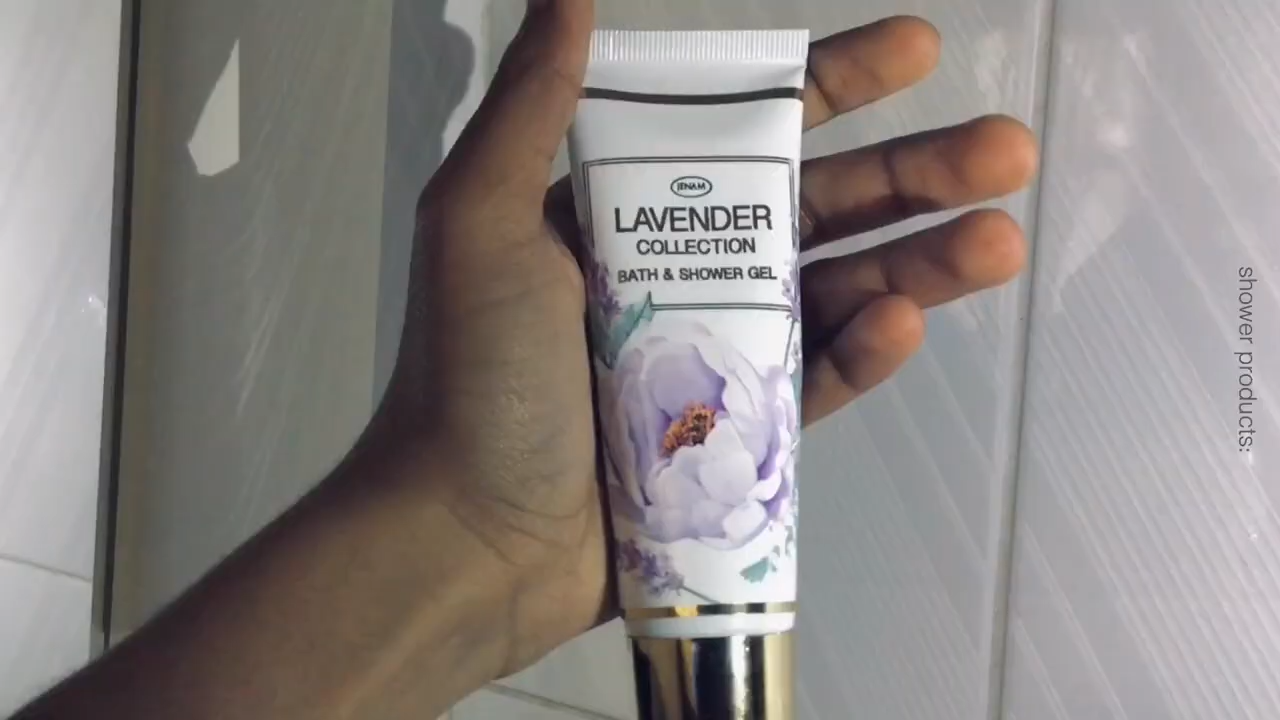 JENAM
LAVENDER
COLLECTION
BATH & SHOWER GEL
shower products: